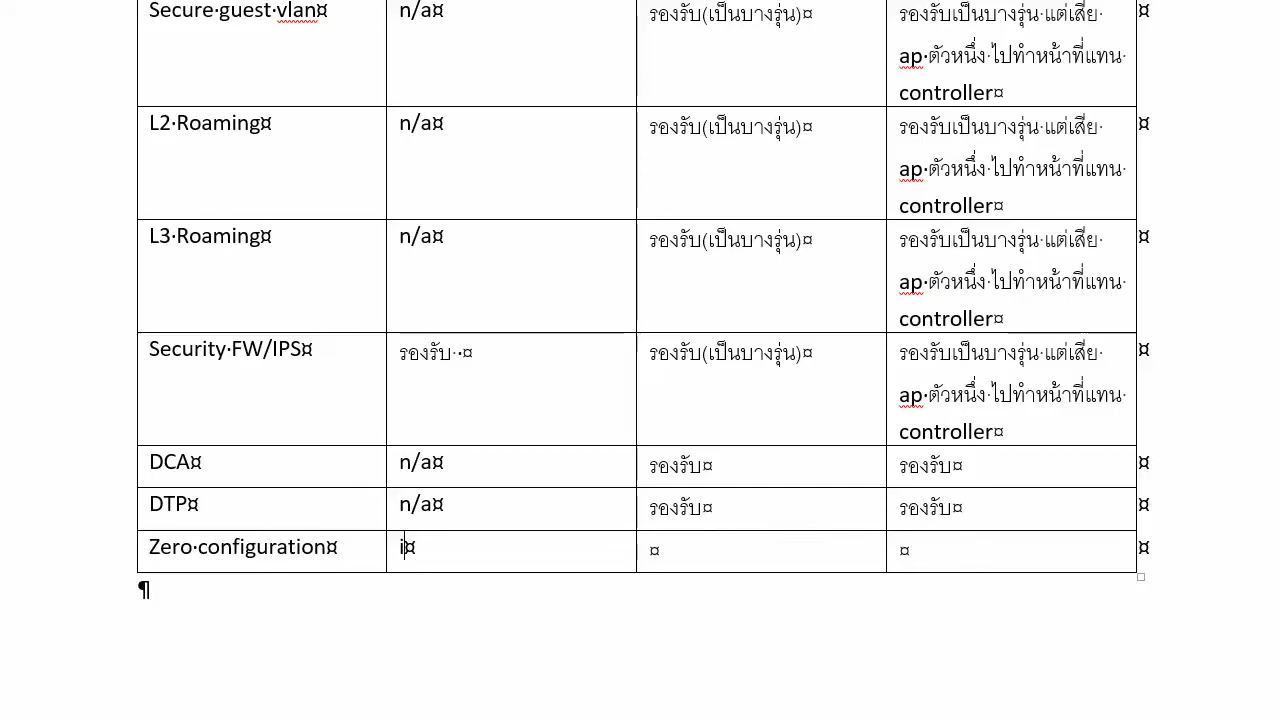 Secure guest vlan n/a รองรับ(เป็นบางรุ่น) รองรับเป็นบางรุ่น แต่เสีย
ap ตัวหนึ่ง ไปทำหน้าที่แทน
controller
L2 Roaming n/a รองรับ(เป็นบางรุ่น) รองรับเป็นบางรุ่น แต่เสีย
ap ตัวหนึ่ง ไปทำหน้าที่แทน
controller
L3 Roaming n/a รองรับ(เป็นบางรุ่น) รองรับเป็นบางรุ่น แต่เสีย
ap ตัวหนึ่ง ไปทำหน้าที่แทน
controller
Security FW/IPS รองรับ รองรับ(เป็นบางรุ่น) รองรับเป็นบางรุ่น แต่เสีย
ap ตัวหนึ่ง ไปทำหน้าที่แทน
controller
DCA n/a รองรับ รองรับ
DTP n/a รองรับ รองรับ
Zero configuration i